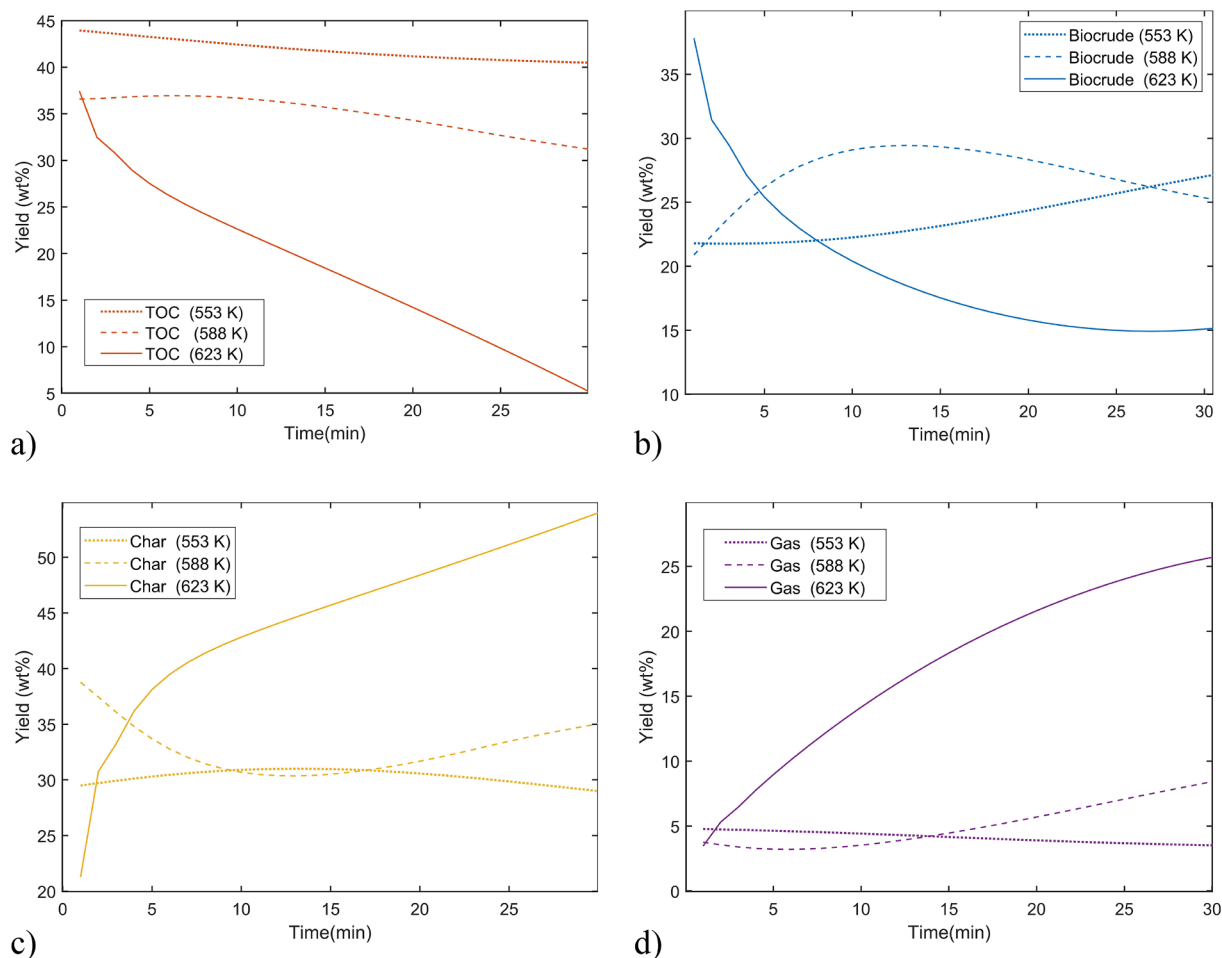 45
40
35
30
25
20
15
10
5
0
5
10
15
20
25
Yield (wt%)
Time(min)
TOC (553 K)
TOC (588 K)
TOC (623 K)
a)
35
30
25
20
15
10
5
10
15
20
25
30
Yield (wt%)
Time(min)
Biocrude (553 K)
Biocrude (588 K)
Biocrude (623 K)
b)
50
45
40
35
30
25
20
0
5
10
15
20
25
Yield (wt%)
Time(min)
Char (553 K)
Char (588 K)
Char (623 K)
c)
25
20
15
10
5
0
5
10
15
20
25
30
Yield (wt%)
Time(min)
Gas (553 K)
Gas (588 K)
Gas (623 K)
d)